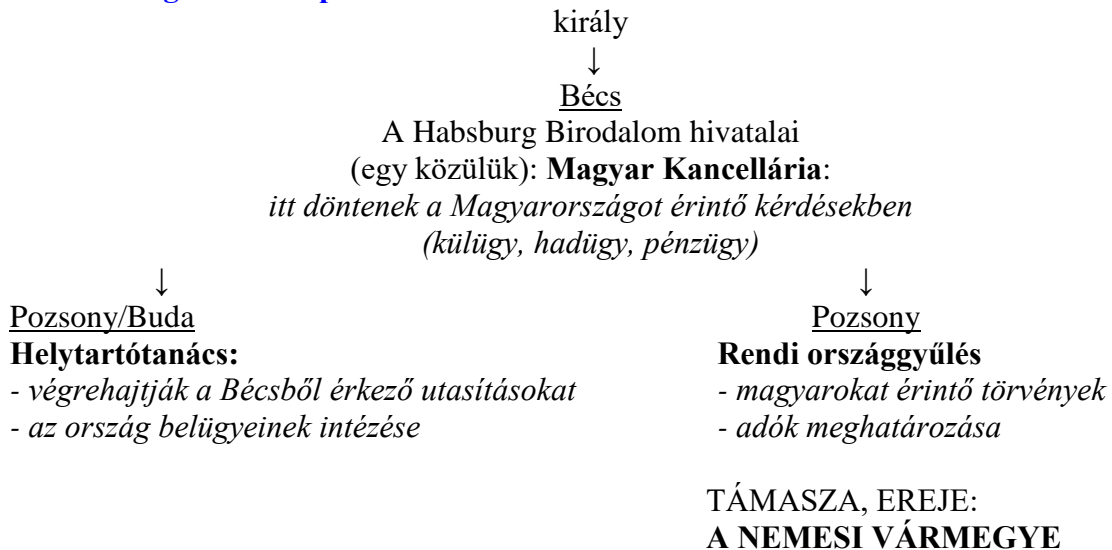 király
↓
Bécs
A Habsburg Birodalom hivatalai
(egy közülük): Magyar Kancellária:
itt döntenek a Magyarországot érintő kérdésekben
(külügy, hadügy, pénzügy)
↓ ↓
Pozsony/Buda
Helytartótanács:
- végrehajtják a Bécsből érkező utasításokat
- az ország belügyeinek intézése
Pozsony
Rendi országgyűlés
- magyarokat érintő törvények
- adók meghatározása
TÁMASZA, EREJE:
A NEMESI VÁRMEGYE